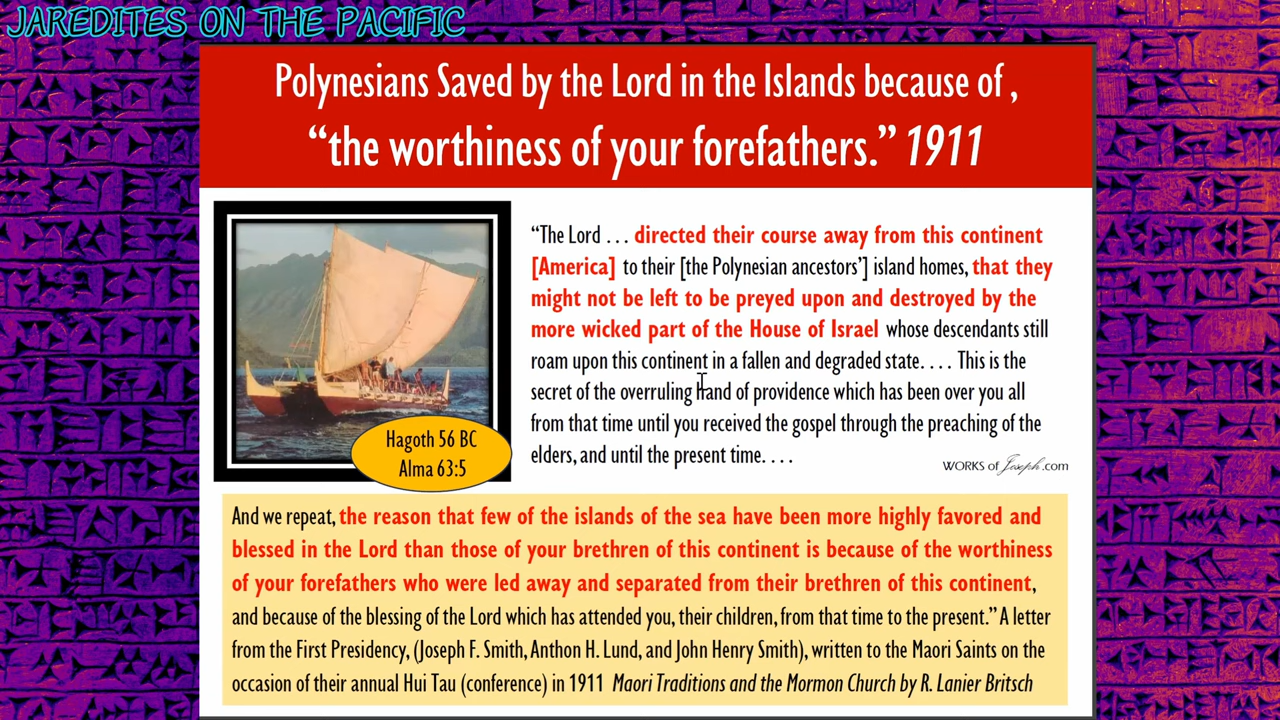 JAREDITES ON THE PACIFIC
Polynesians Saved by the Lord in the Islands because of ,
“the worthiness of your forefathers.” 1911
“The Lord . . . directed their course away from this continent
[America] to their [the Polynesian ancestors’] island homes, that they
might not be left to be preyed upon and destroyed by the
more wicked part of the House of Israel whose descendants still
roam upon this continent in a fallen and degraded state. . . . This is the
secret of the overruling hand of providence which has been over you all
from that time until you received the gospel through the preaching of the
elders, and until the present time. . . .
Hagoth 56 BC
Alma 63:5
WORKS of Joseph.com
And we repeat, the reason that few of the islands of the sea have been more highly favored and
blessed in the Lord than those of your brethren of this continent is because of the worthiness
of your forefathers who were led away and separated from their brethren of this continent,
and because of the blessing of the Lord which has attended you, their children, from that time to the present.” A letter
from the First Presidency, (Joseph F. Smith, Anthon H. Lund, and John Henry Smith), written to the Maori Saints on the
occasion of their annual Hui Tau (conference) in 1911 Maori Traditions and the Mormon Church by R. Lanier Britsch